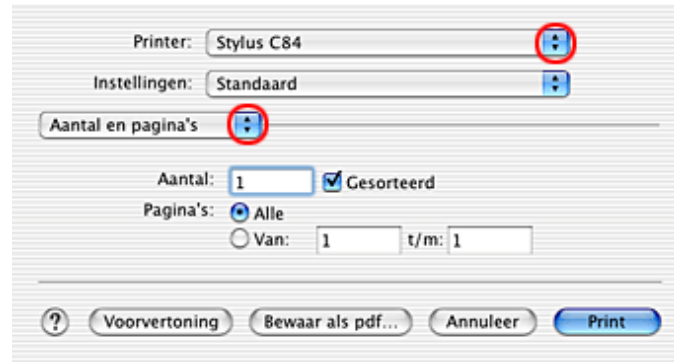 Printer: Stylus C84
Instellingen: Standaard
Aantal en pagina's
Aantal: 1 Gesorteerd
Pagina's: Alle
Van: 1 t/m: 1
? Voorvertoning Bewaar als pdf... Annuleer Print